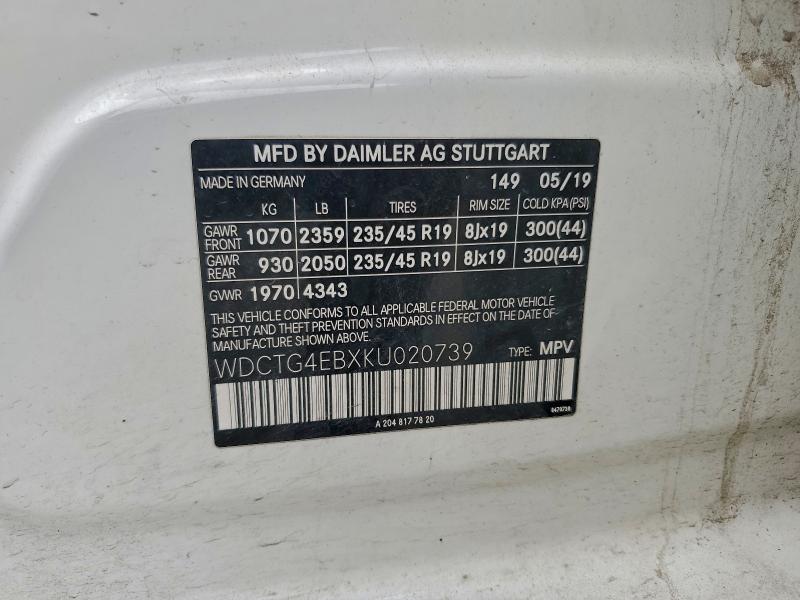 MFD BY DAIMLER AG STUTTGART
MADE IN GERMANY 149 05/19
KG LB TIRES RIM SIZE COLD KPA(PSI)
GAWR FRONT 1070 2359 235/45 R19 8Jx19 300(44)
GAWR REAR 930 2050 235/45 R19 8Jx19 300(44)
GVWR 1970 4343
THIS VEHICLE CONFORMS TO ALL APPLICABLE FEDERAL MOTOR VEHICLE
SAFETY AND THEFT PREVENTION STANDARDS IN EFFECT ON THE DATE OF
MANUFACTURE SHOWN ABOVE.
WDCTG4EBXKU020739 TYPE: MPV
A 204 817 78 20